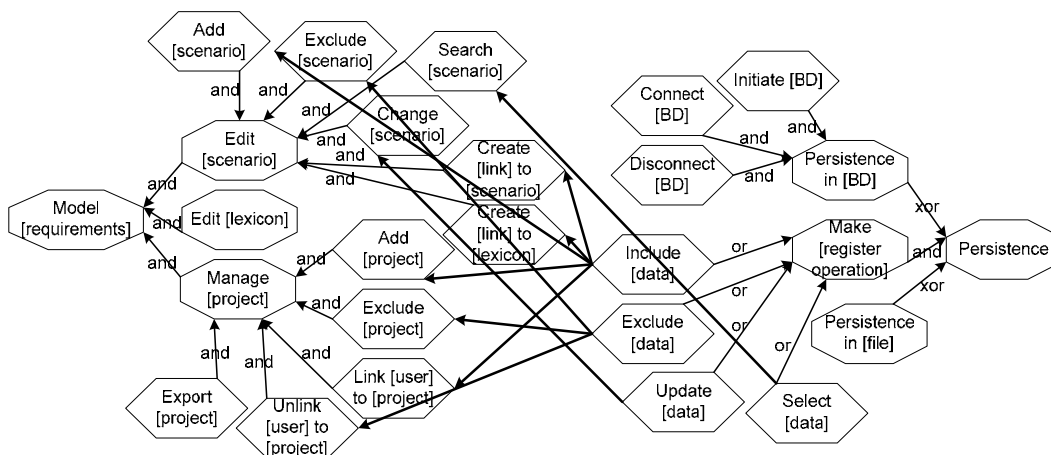 Add
[scenario]
Exclude
[scenario]
Search
[scenario]
and
and
and
Change
[scenario]
and
and
and
Edit
[scenario]
Create
[link] to
[scenario]
Create
[link] to
[lexicon]
and
Model
[requirements]
and
Edit [lexicon]
and
Manage
[project]
Add
[project]
and
Exclude
[project]
and
Link [user]
to [project]
and
and
and
Export
[project]
Unlink
[user] to
[project]
Connect
[BD]
Initiate [BD]
and
and
Disconnect
[BD]
and
Persistence
in [BD]
xor
Include
[data]
or
Make
[register
operation]
and
Persistence
Exclude
[data]
or
xor
Persistence
in [file]
or
Update
[data]
or
Select
[data]